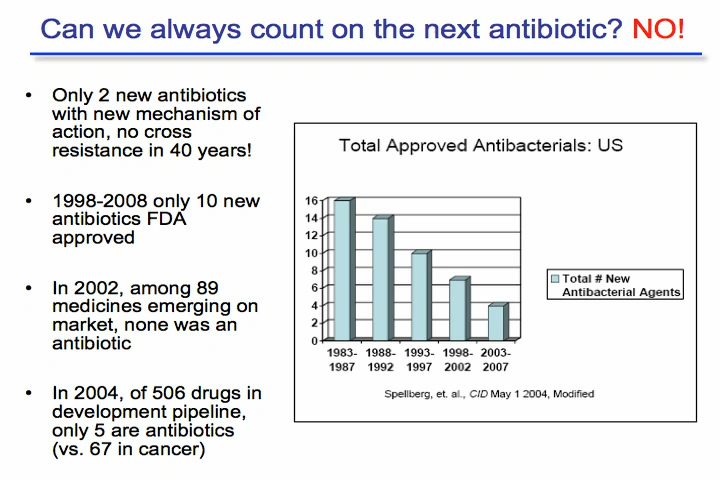 Can we always count on the next antibiotic? NO!
• Only 2 new antibiotics
with new mechanism of
action, no cross
resistance in 40 years!
• 1998-2008 only 10 new
antibiotics FDA
approved
• In 2002, among 89
medicines emerging on
market, none was an
antibiotic
• In 2004, of 506 drugs in
development pipeline,
only 5 are antibiotics
(vs. 67 in cancer)
Total Approved Antibacterials: US
16
14
12
10
8
6
4
2
0
1983- 1988- 1993- 1998- 2003-
1987 1992 1997 2002 2007
Total # New
Antibacterial Agents
Spellberg, et. al., CID May 1 2004, Modified